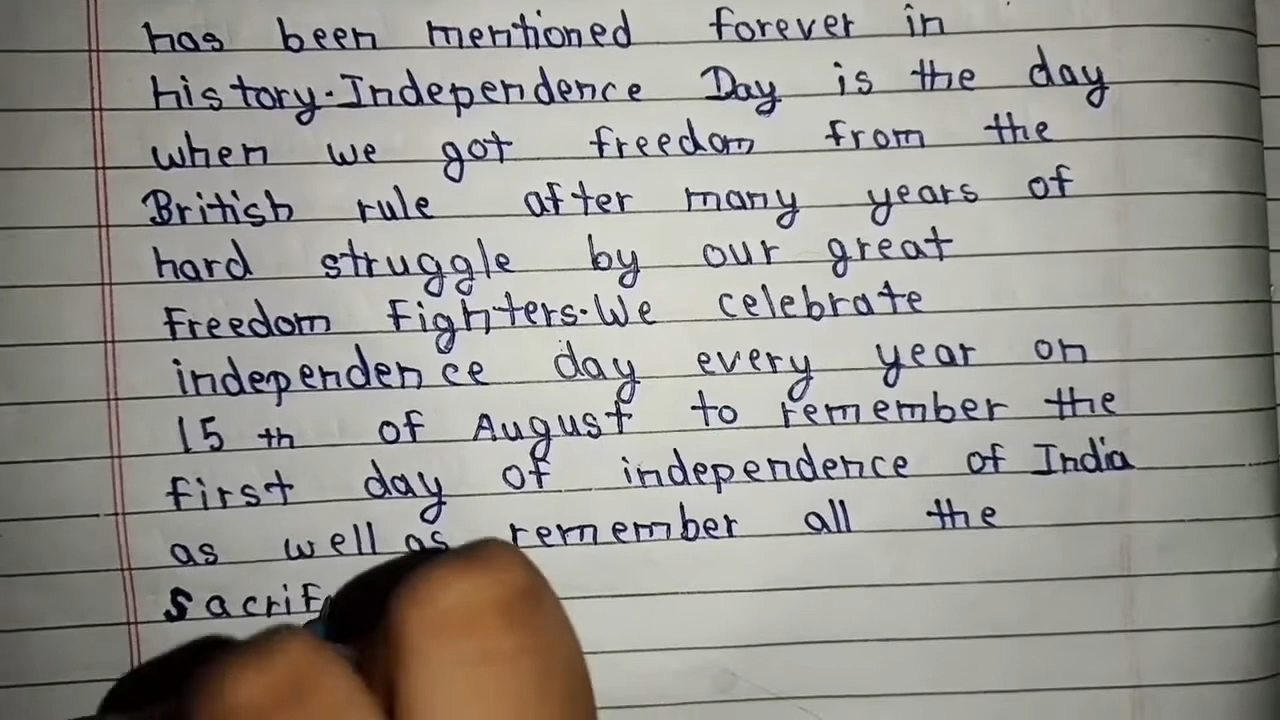 has been mentioned forever in
history. Independence Day is the day
when we got freedom from the
British rule after many years of
hard struggle by our great
Freedom Fighters. We celebrate
independence day every year on
15 th of August to remember the
first day of independence of India
as well as remember all the